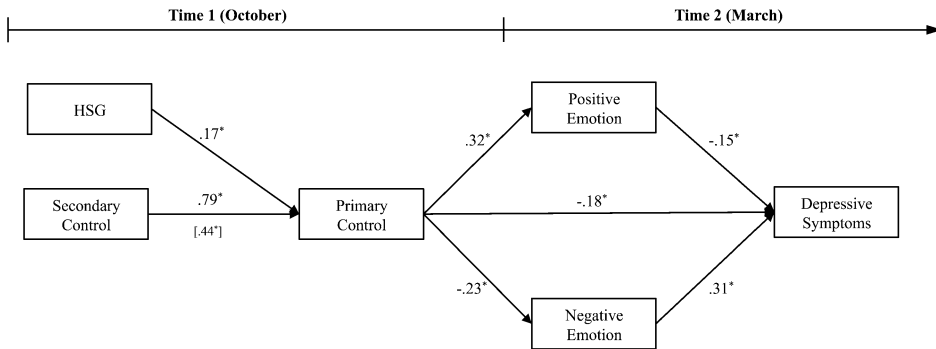 Time 1 (October)
Time 2 (March)
HSG
Positive
Emotion
.17*
.32*
-.15*
Secondary
Control
.79*
[.44*]
Primary
Control
-.18*
Depressive
Symptoms
-.23*
.31*
Negative
Emotion